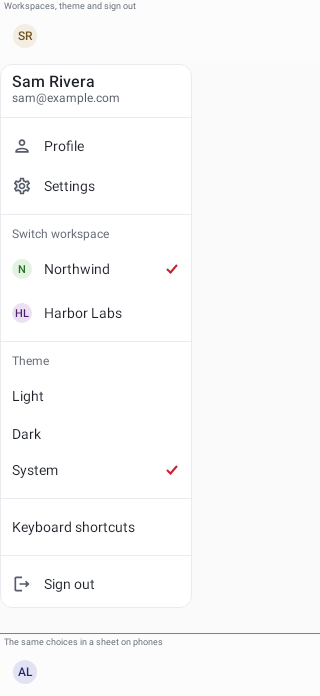 Workspaces, theme and sign out
SR
Sam Rivera
sam@example.com
Profile
Settings
Switch workspace
N Northwind
HL Harbor Labs
Theme
Light
Dark
System
Keyboard shortcuts
Sign out
The same choices in a sheet on phones
AL